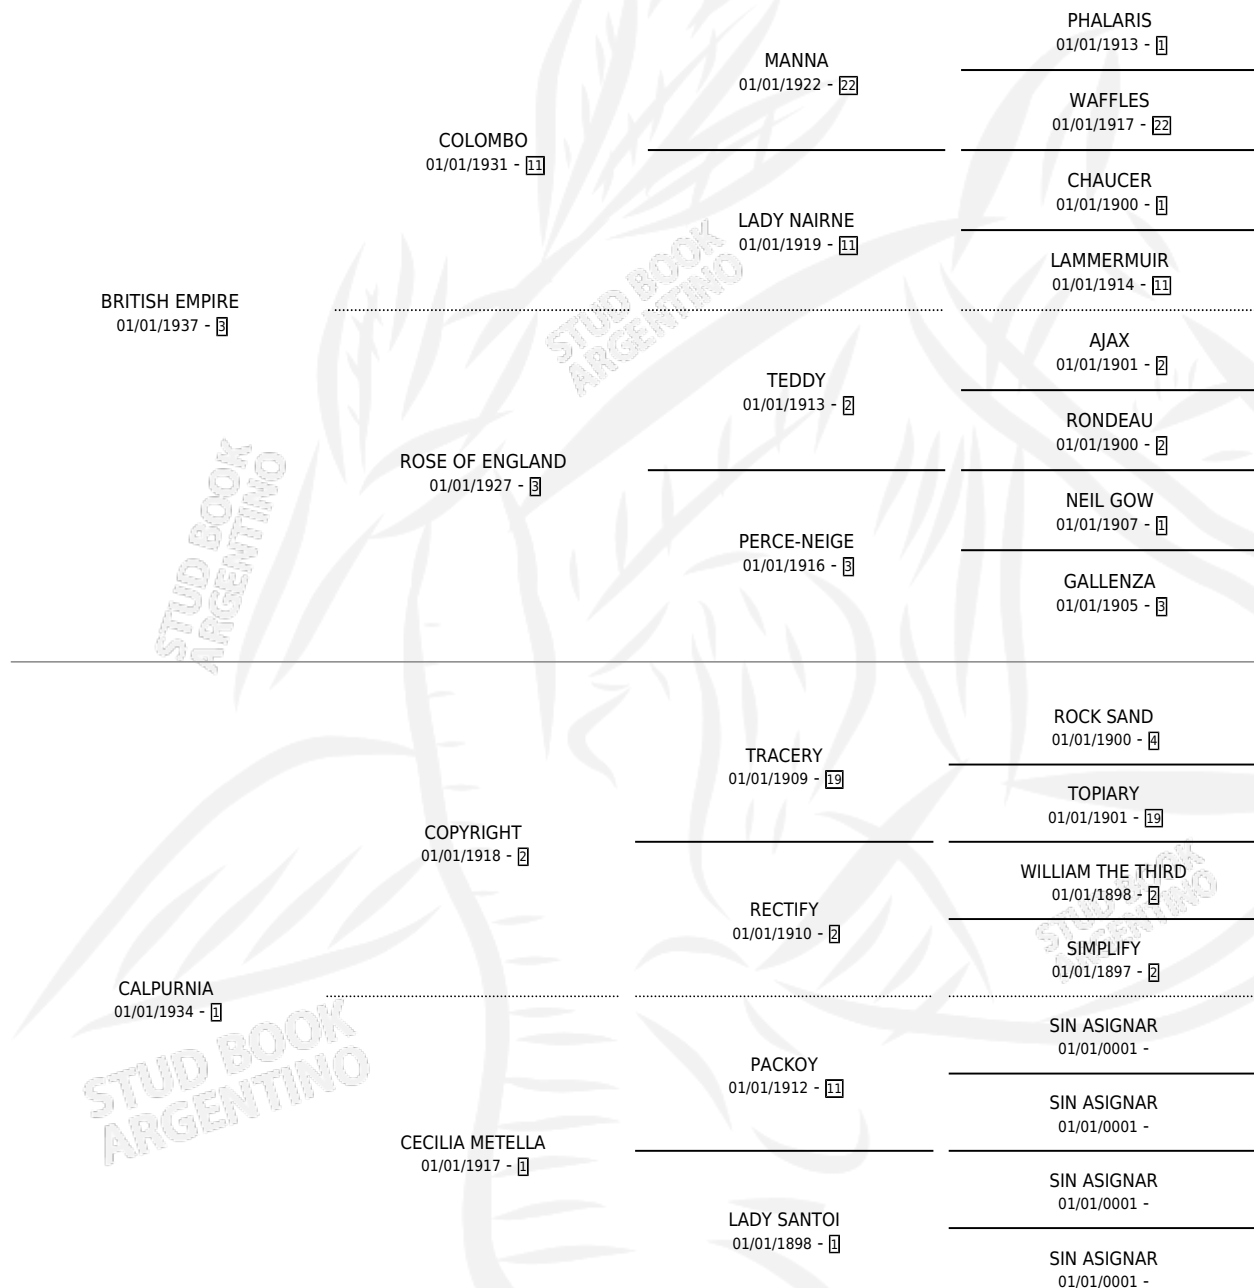 PHALARIS
01/01/1913 - 1
MANNA
01/01/1922 - 22
WAFFLES
01/01/1917 - 22
COLOMBO
01/01/1931 - 11
CHAUCER
01/01/1900 - 1
LADY NAIRNE
01/01/1919 - 11
LAMMERMUIR
01/01/1914 - 11
BRITISH EMPIRE
01/01/1937 - 3
AJAX
01/01/1901 - 2
TEDDY
01/01/1913 - 2
RONDEAU
01/01/1900 - 2
ROSE OF ENGLAND
01/01/1927 - 3
NEIL GOW
01/01/1907 - 1
PERCE-NEIGE
01/01/1916 - 3
GALLENZA
01/01/1905 - 3
ROCK SAND
01/01/1900 - 4
TRACERY
01/01/1909 - 19
TOPIARY
01/01/1901 - 19
COPYRIGHT
01/01/1918 - 2
WILLIAM THE THIRD
01/01/1898 - 2
RECTIFY
01/01/1910 - 2
SIMPLIFY
01/01/1897 - 2
CALPURNIA
01/01/1934 - 1
SIN ASIGNAR
01/01/0001 -
PACKOY
01/01/1912 - 11
SIN ASIGNAR
01/01/0001 -
CECILIA METELLA
01/01/1917 - 1
SIN ASIGNAR
01/01/0001 -
LADY SANTOI
01/01/1898 - 1
SIN ASIGNAR
01/01/0001 -
STUD BOOK
ARGENTINO
STUD BOOK
ARGENTINO
STUD BOOK
ARGENTINO
STUD BOOK
ARGENTINO